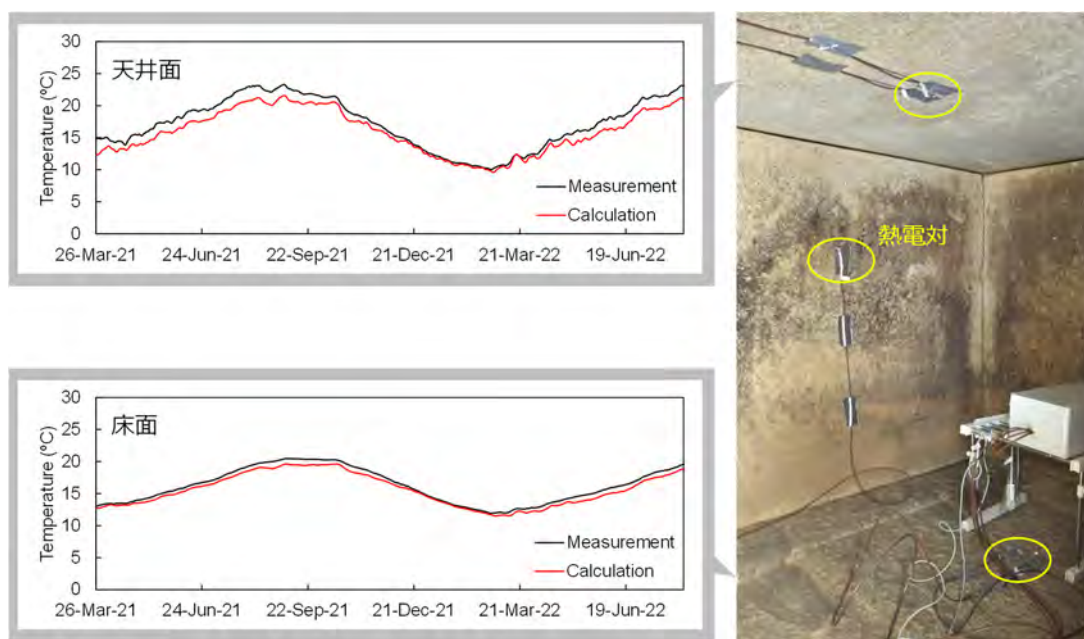 天井面
Temperature (°C)
30
25
20
15
10
5
0
Measurement
Calculation
26-Mar-21 24-Jun-21 22-Sep-21 21-Dec-21 21-Mar-22 19-Jun-22
熱電対
床面
Temperature (°C)
30
25
20
15
10
5
0
Measurement
Calculation
26-Mar-21 24-Jun-21 22-Sep-21 21-Dec-21 21-Mar-22 19-Jun-22